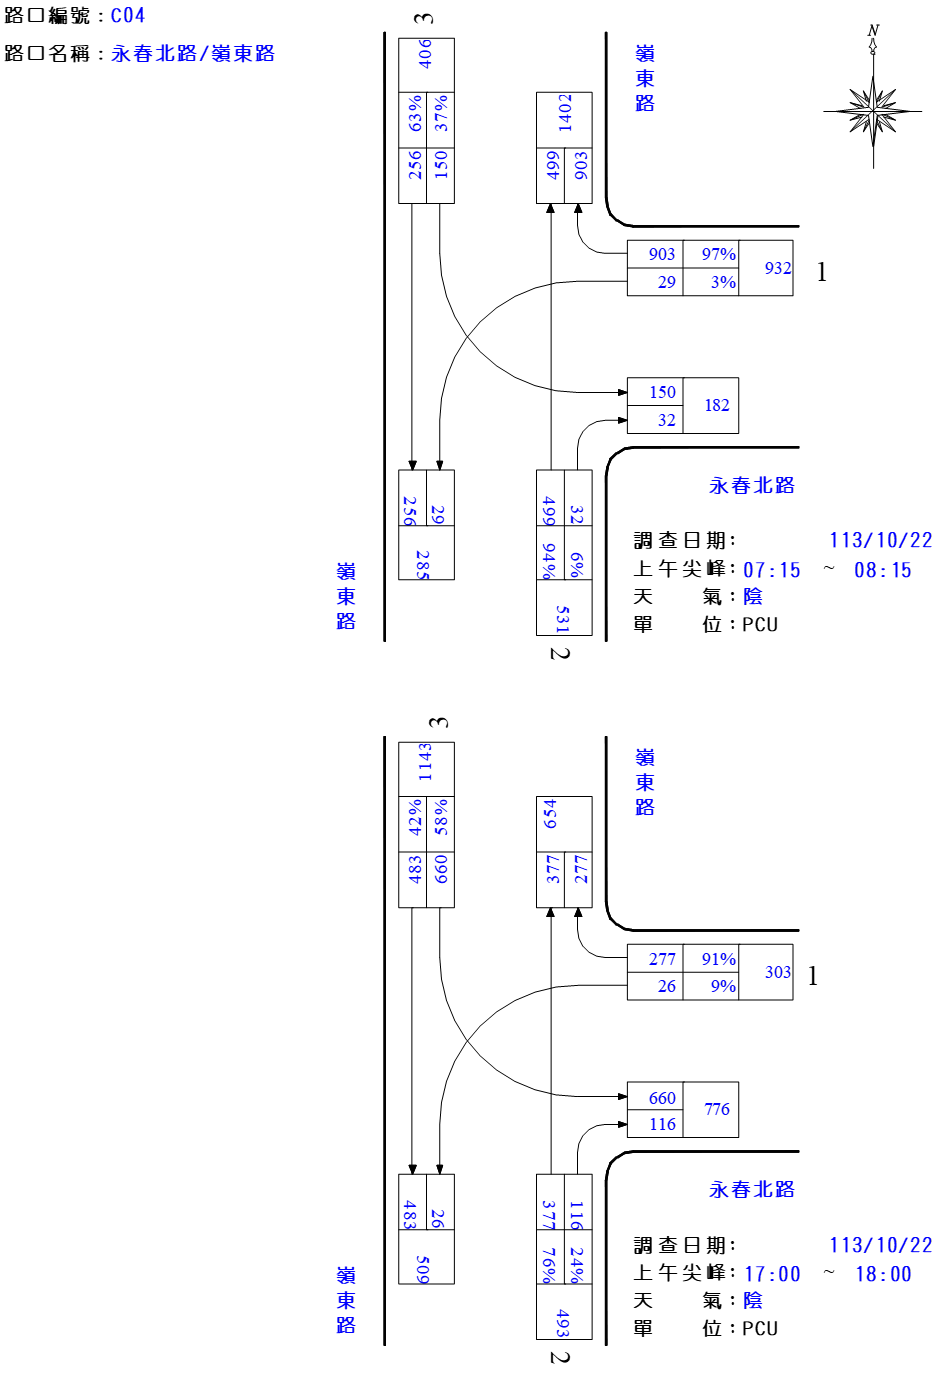 路口編號：C04
路口名稱：永春北路/嶺東路
3
406
63% 37%
256 150
1402
499 903
嶺東路
N
903 97% 932
29 3%
1
150 182
32
256 29
285
499 32
94% 6%
531
2
嶺東路
永春北路
調查日期： 113/10/22
上午尖峰：07:15 ~ 08:15
天 氣：陰
單 位：PCU
3
1143
42% 58%
483 660
654
377 277
嶺東路
277 91% 303
26 9%
1
660 776
116
483 26
509
377 116
76% 24%
493
2
嶺東路
永春北路
調查日期： 113/10/22
上午尖峰：17:00 ~ 18:00
天 氣：陰
單 位：PCU